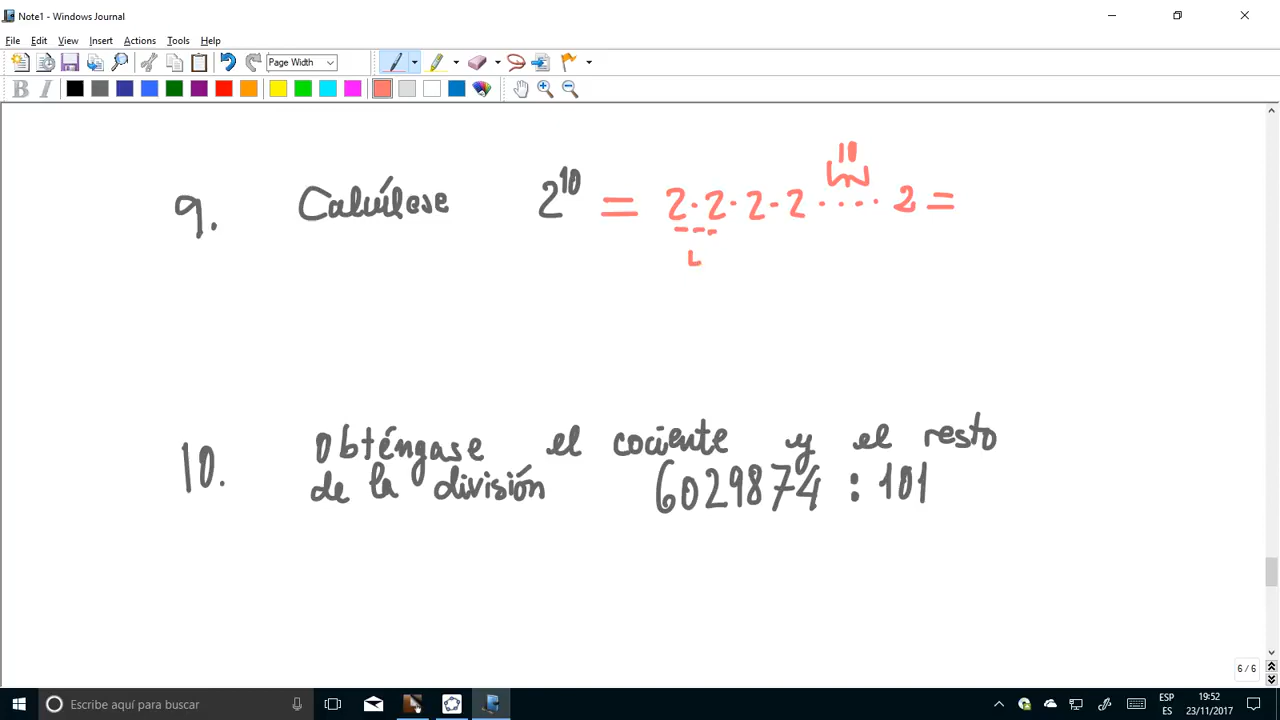 Note1 - Windows Journal
File Edit View Insert Actions Tools Help
Page Width
B I
10
9. Calcúlese 2^10 = 2·2·2·2 ····· 2 =
10. Obténgase el cociente y el resto
de la división 6029874 : 101
6 / 6
Escribe aquí para buscar
ESP 19:52
ES 23/11/2017